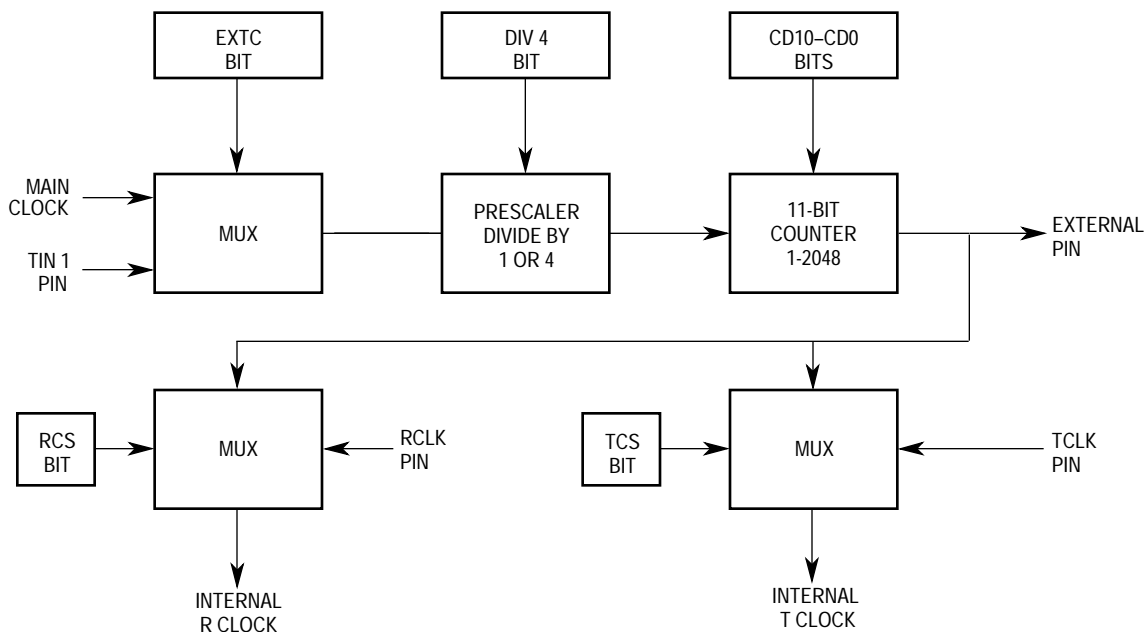 EXTC
BIT
DIV 4
BIT
CD10–CD0
BITS
MAIN
CLOCK
TIN 1
PIN
MUX
PRESCALER
DIVIDE BY
1 OR 4
11-BIT
COUNTER
1-2048
EXTERNAL
PIN
RCS
BIT
MUX
RCLK
PIN
TCS
BIT
MUX
TCLK
PIN
INTERNAL
R CLOCK
INTERNAL
T CLOCK